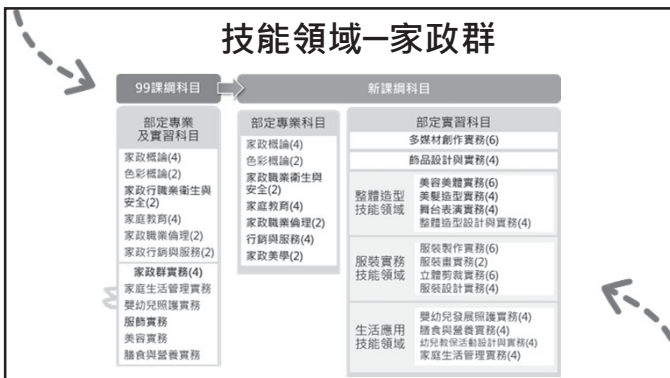 技能領域—家政群
99課綱科目
新課綱科目
部定專業
及實習科目
家政概論(4)
色彩概論(2)
家政行職業衛生與
安全(2)
家庭教育(4)
家政職業倫理(2)
家政行銷與服務(2)
家政群實務(4)
家庭生活管理實務
嬰幼兒照護實務
服飾實務
美容實務
膳食與營養實務
部定專業科目
家政概論(4)
色彩概論(2)
家政職業衛生與
安全(2)
家庭教育(4)
家政職業倫理(2)
行銷與服務(4)
家政美學(2)
部定實習科目
多媒材創作實務(6)
飾品設計與實務(4)
整體造型
技能領域
美容美體實務(6)
美髮造型實務(4)
舞台表演實務(4)
整體造型設計與實務(4)
服裝實務
技能領域
服裝製作實務(6)
服裝畫實務(2)
立體剪裁實務(6)
服裝設計實務(4)
生活應用
技能領域
嬰幼兒發展照護實務(4)
膳食與營養實務(4)
幼兒教保活動設計與實務(4)
家庭生活管理實務(4)